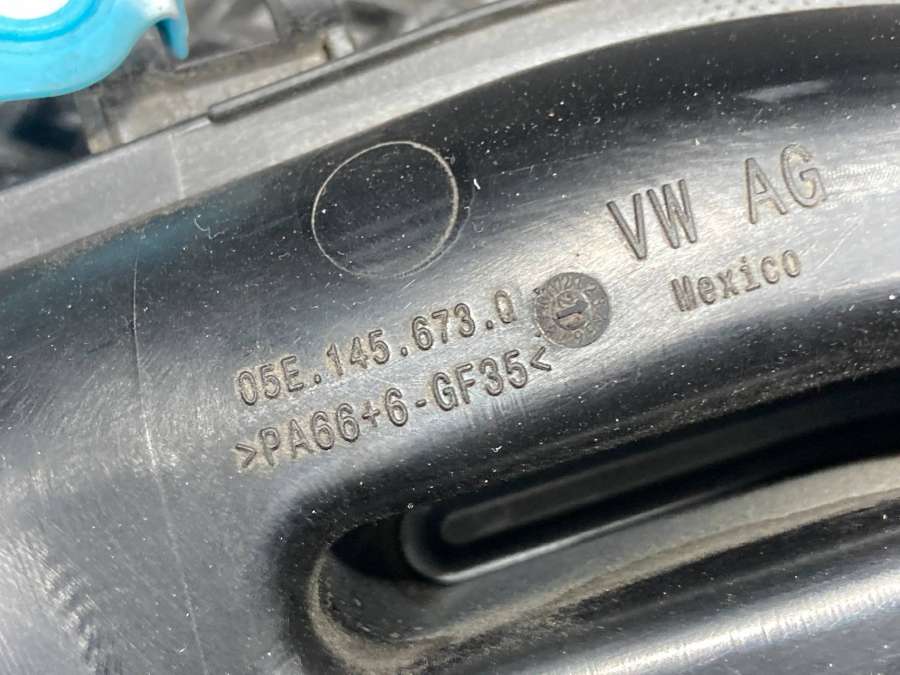 VW AG
Mexico
05E.145.673.Q
>PA66+6-GF35<